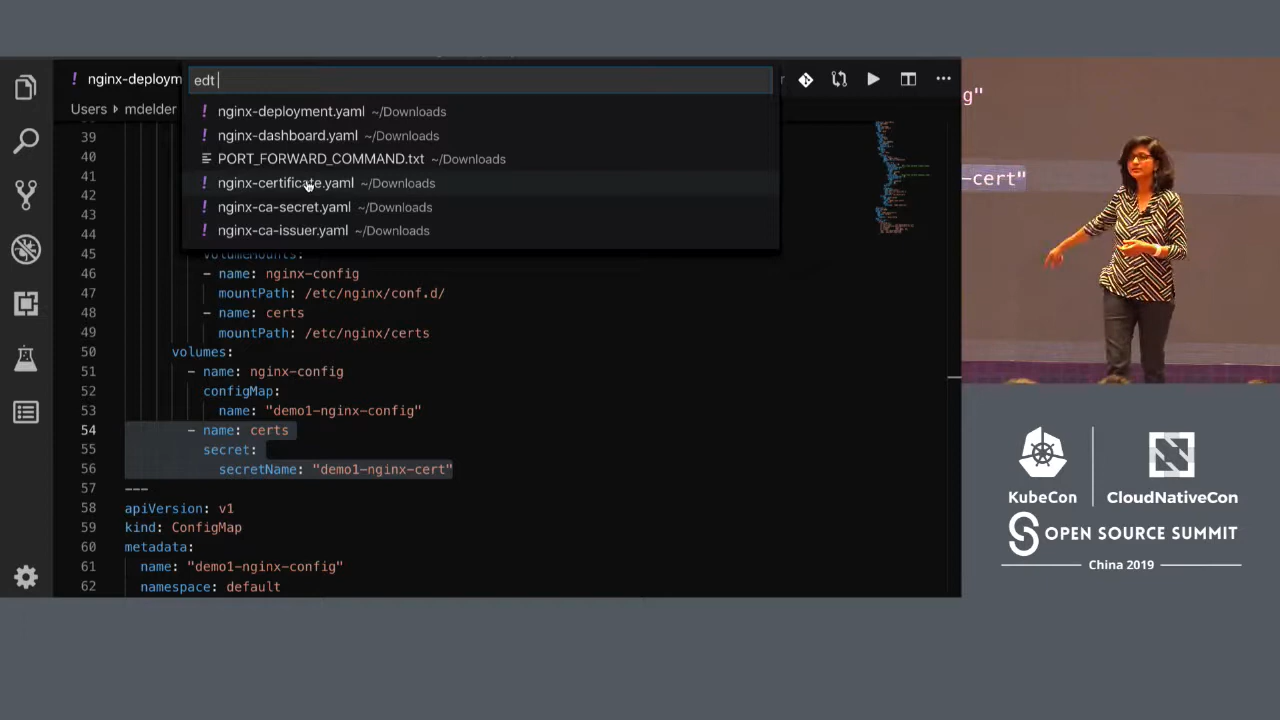 nginx-deploym
edt
Users
mdelder
nginx-deployment.yaml ~/Downloads
nginx-dashboard.yaml ~/Downloads
PORT_FORWARD_COMMAND.txt ~/Downloads
nginx-certificate.yaml ~/Downloads
nginx-ca-secret.yaml ~/Downloads
nginx-ca-issuer.yaml ~/Downloads
39
40
41
42
43
44
45 volumeMounts:
46 - name: nginx-config
47 mountPath: /etc/nginx/conf.d/
48 - name: certs
49 mountPath: /etc/nginx/certs
50 volumes:
51 - name: nginx-config
52 configMap:
53 name: "demo1-nginx-config"
54 - name: certs
55 secret:
56 secretName: "demo1-nginx-cert"
57 ---
58 apiVersion: v1
59 kind: ConfigMap
60 metadata:
61 name: "demo1-nginx-config"
62 namespace: default
g"
-cert"
KubeCon
CloudNativeCon
OPEN SOURCE SUMMIT
China 2019